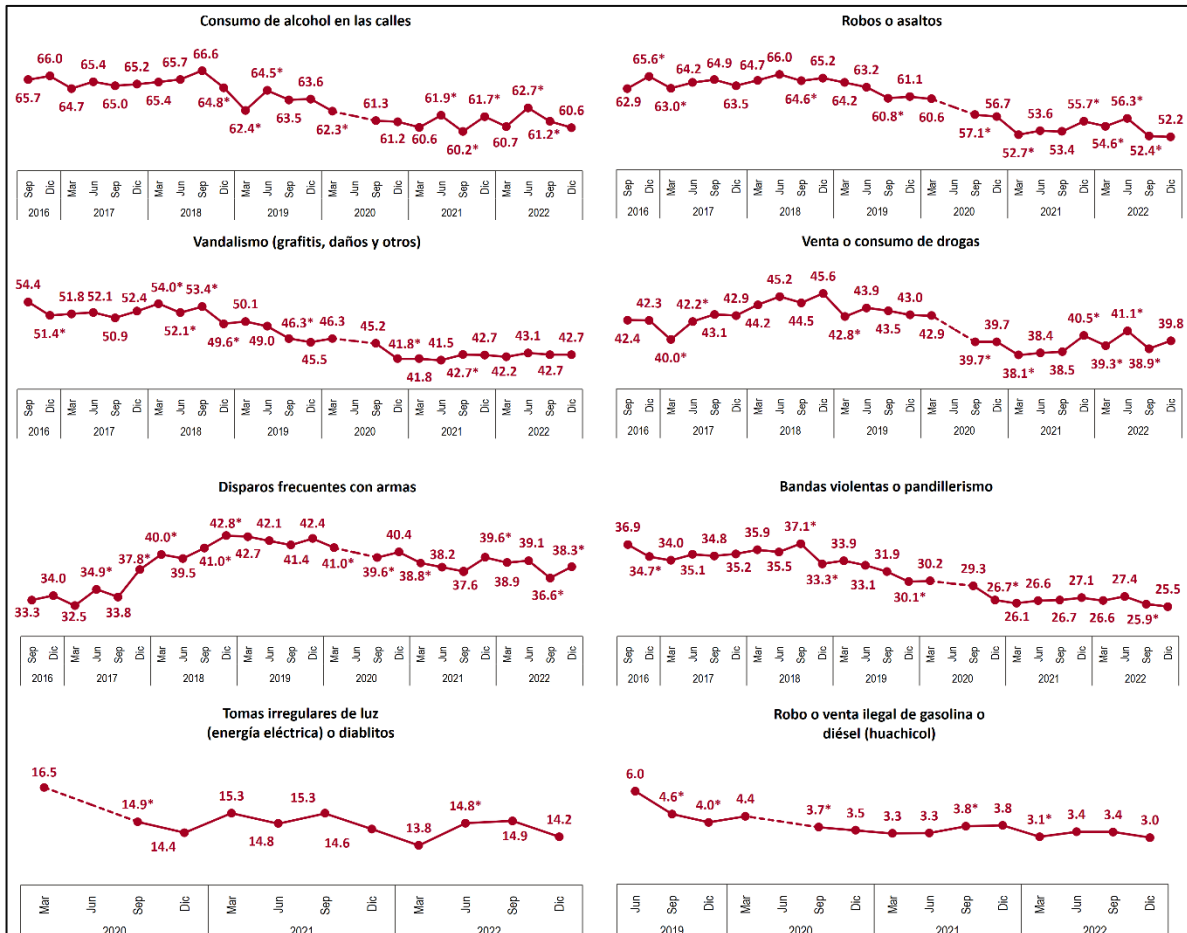 Consumo de alcohol en las calles
66.0 65.4 65.2 65.7 66.6 64.5* 63.6 61.3 61.9* 61.7* 62.7* 60.6
65.7 64.7 65.0 65.4 64.8* 62.4* 63.5 62.3* 61.2 60.6 60.2* 60.7 61.2*
Sep Dic Mar Jun Sep Dic Mar Jun Sep Dic Mar Jun Sep Dic Mar Jun Sep Dic Mar Jun Sep Dic Mar Jun Sep Dic
2016 2017 2018 2019 2020 2021 2022
Robos o asaltos
65.6* 64.2 64.9 64.7 66.0 65.2 63.2 61.1 56.7 53.6 55.7* 56.3* 52.2
62.9 63.0* 63.5 64.6* 64.2 60.8* 60.6 57.1* 52.7* 53.4 54.6* 52.4*
Sep Dic Mar Jun Sep Dic Mar Jun Sep Dic Mar Jun Sep Dic Mar Jun Sep Dic Mar Jun Sep Dic Mar Jun Sep Dic
2016 2017 2018 2019 2020 2021 2022
Vandalismo (grafitis, daños y otros)
54.4 51.8 52.1 52.4 54.0* 53.4* 50.1 46.3* 46.3 45.2 41.8* 41.5 42.7 43.1 42.7
51.4* 50.9 52.1* 49.6* 49.0 45.5 41.8 42.7* 42.2 42.7
Sep Dic Mar Jun Sep Dic Mar Jun Sep Dic Mar Jun Sep Dic Mar Jun Sep Dic Mar Jun Sep Dic Mar Jun Sep Dic
2016 2017 2018 2019 2020 2021 2022
Venta o consumo de drogas
42.3 42.2* 42.9 45.2 45.6 43.9 43.0 39.7 38.4 40.5* 41.1* 39.8
42.4 40.0* 43.1 44.2 44.5 42.8* 43.5 42.9 39.7* 38.1* 38.5 39.3* 38.9*
Sep Dic Mar Jun Sep Dic Mar Jun Sep Dic Mar Jun Sep Dic Mar Jun Sep Dic Mar Jun Sep Dic Mar Jun Sep Dic
2016 2017 2018 2019 2020 2021 2022
Disparos frecuentes con armas
34.0 34.9* 37.8* 40.0* 42.8* 42.1 42.4 40.4 38.2 39.6* 39.1 38.3*
33.3 32.5 33.8 39.5 41.0* 42.7 41.4 41.0* 39.6* 38.8* 37.6 38.9 36.6*
Sep Dic Mar Jun Sep Dic Mar Jun Sep Dic Mar Jun Sep Dic Mar Jun Sep Dic Mar Jun Sep Dic Mar Jun Sep Dic
2016 2017 2018 2019 2020 2021 2022
Bandas violentas o pandillerismo
36.9 34.0 34.8 35.9 37.1* 33.9 31.9 30.2 29.3 26.7* 26.6 27.1 27.4 25.5
34.7* 35.1 35.2 35.5 33.3* 33.1 30.1* 26.1 26.7 26.6 25.9*
Sep Dic Mar Jun Sep Dic Mar Jun Sep Dic Mar Jun Sep Dic Mar Jun Sep Dic Mar Jun Sep Dic Mar Jun Sep Dic
2016 2017 2018 2019 2020 2021 2022
Tomas irregulares de luz
(energía eléctrica) o diablitos
16.5 14.9* 15.3 15.3 14.8* 14.2
14.4 14.8 14.6 13.8 14.9
Mar Jun Sep Dic Mar Jun Sep Dic Mar Jun Sep Dic
2020 2021 2022
Robo o venta ilegal de gasolina o
diésel (huachicol)
6.0 4.6* 4.0* 4.4 3.7* 3.5 3.3 3.3 3.8* 3.8 3.1* 3.4 3.4 3.0
Jun Sep Dic Mar Jun Sep Dic Mar Jun Sep Dic Mar Jun Sep Dic
2019 2020 2021 2022